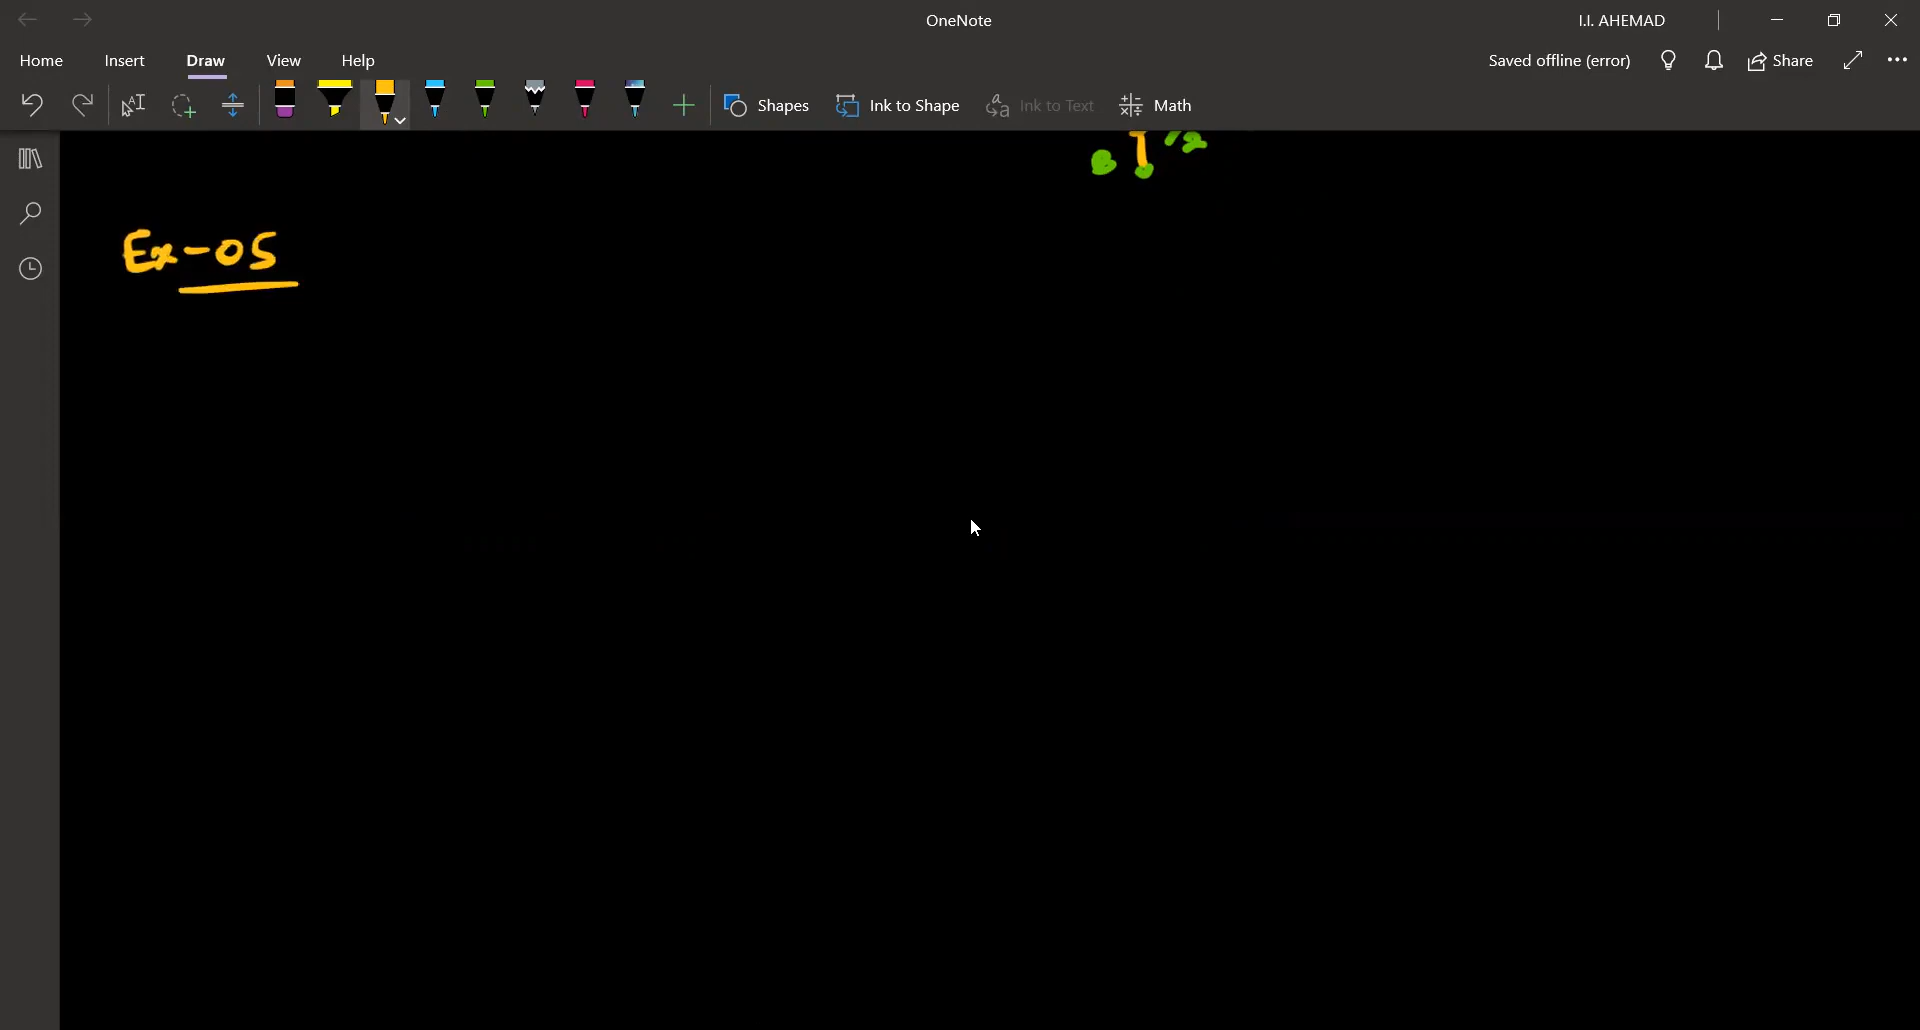 OneNote
I.I. AHEMAD
Home Insert Draw View Help
Saved offline (error) Share
Shapes Ink to Shape Ink to Text Math
Ex-05